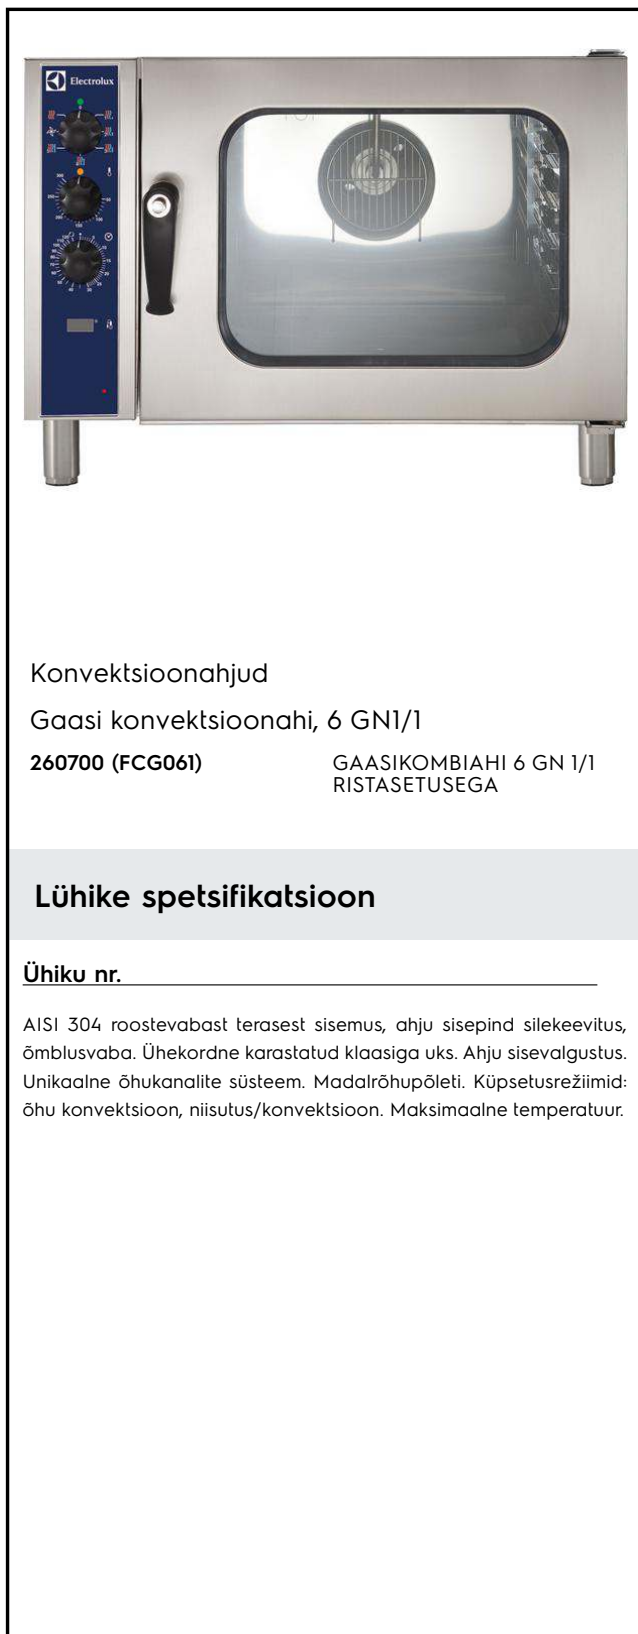 Electrolux
Konvektsioonahjud
Gaasi konvektsioonahi, 6 GN1/1
260700 (FCG061) GAASIKOMBIAHI 6 GN 1/1
RISTASETUSEGA
Lühike spetsifikatsioon
Ühiku nr.
AISI 304 roostevabast terasest sisemus, ahju sisepind silekeevitus,
õmblusvaba. Ühekordne karastatud klaasiga uks. Ahju sisevalgustus.
Unikaalne õhukanalite süsteem. Madalrõhupõleti. Küpsetusrežiimid:
õhu konvektsioon, niisutus/konvektsioon. Maksimaalne temperatuur.